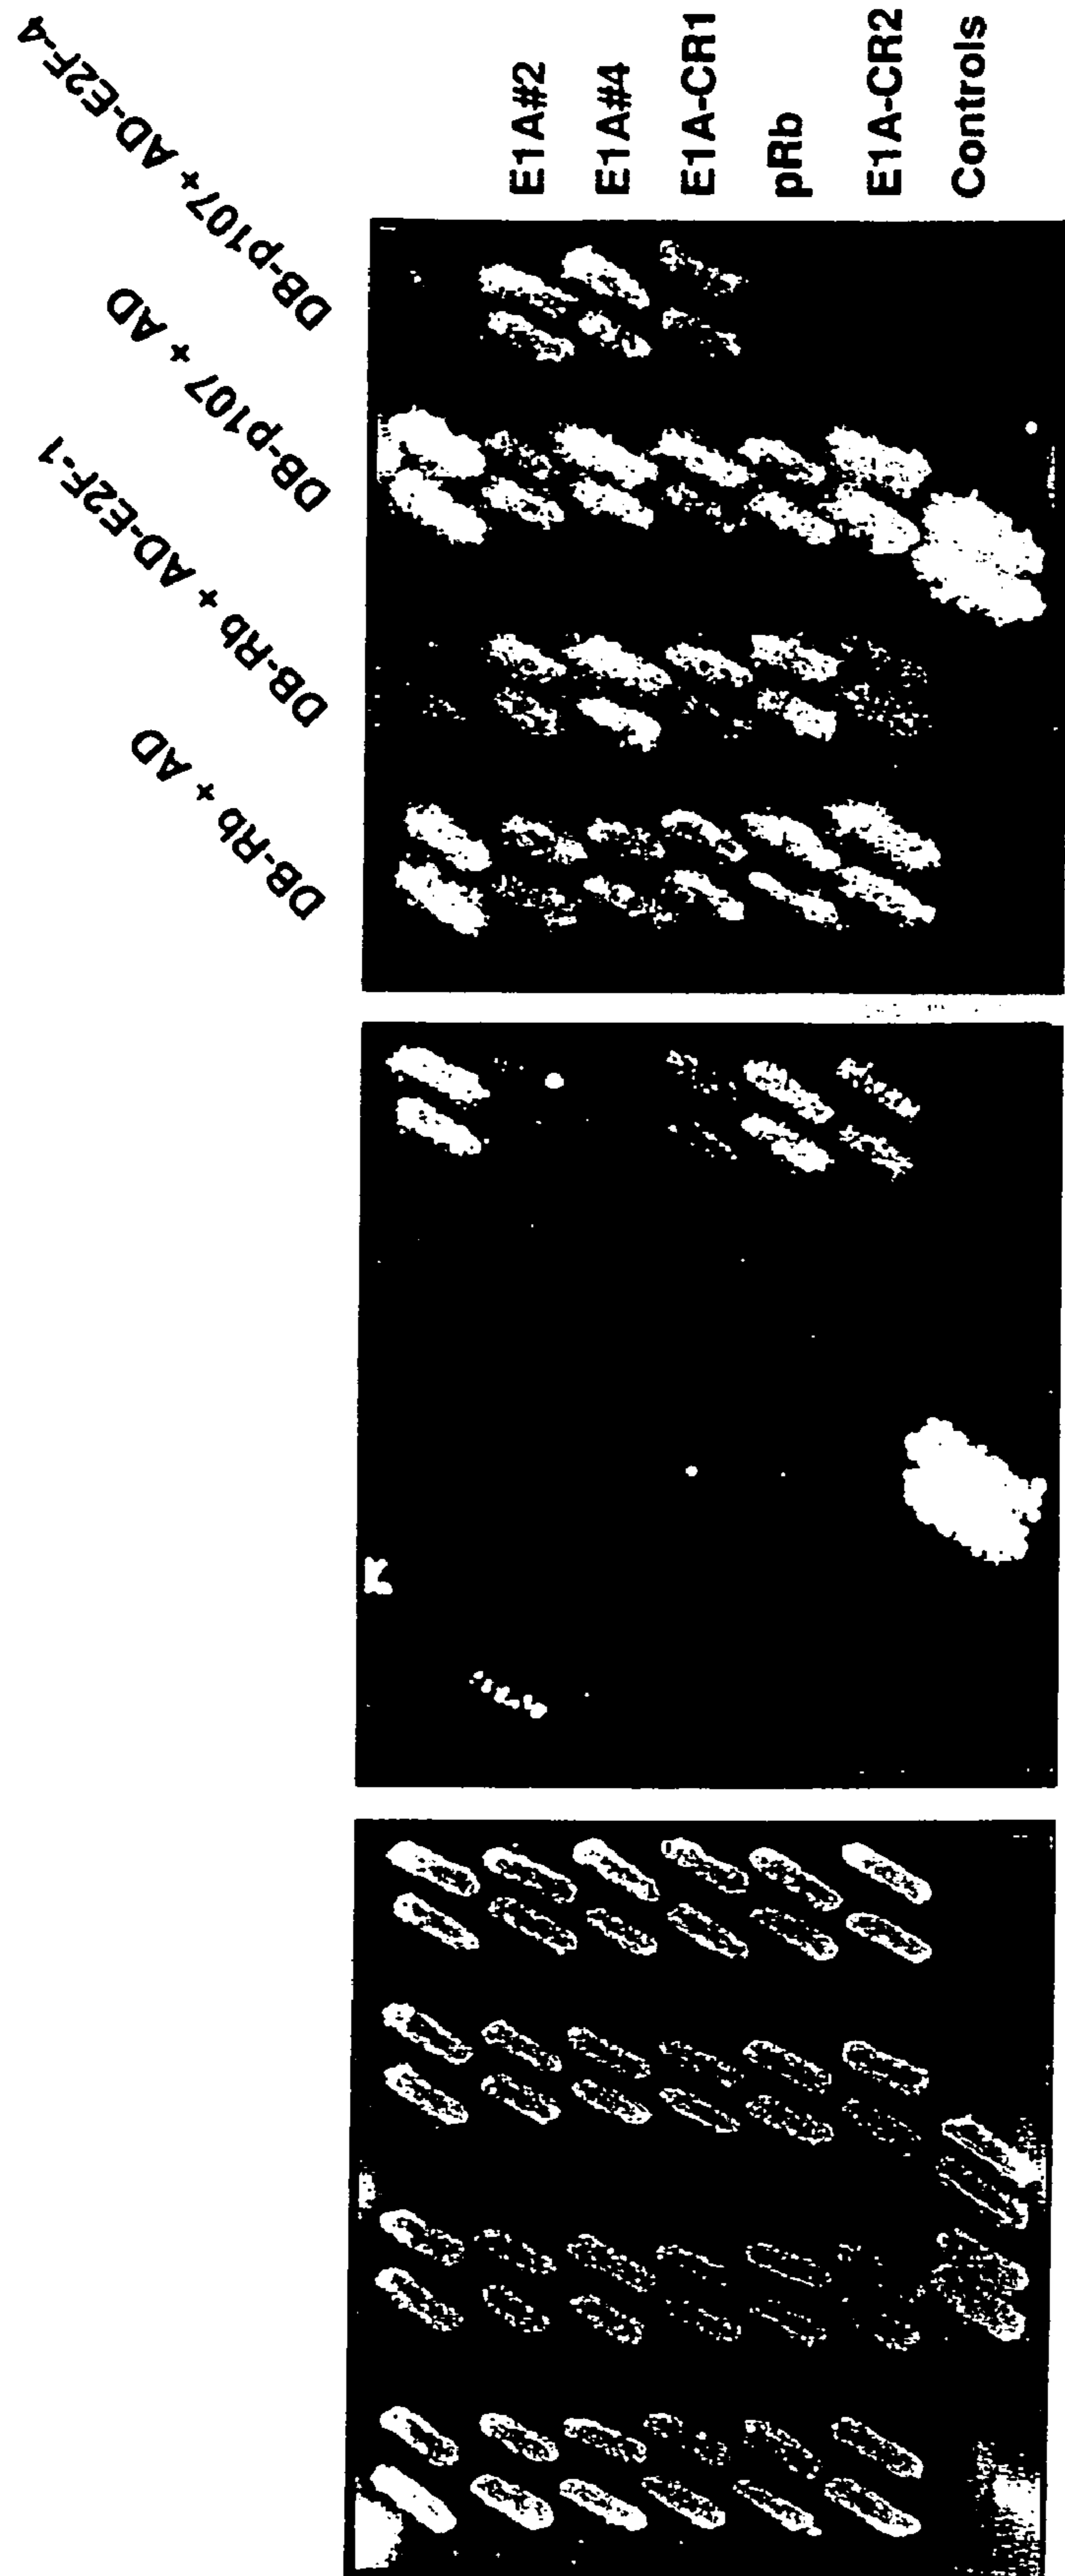 DB-p107+ AD-E2F-4
DB-p107 + AD
DB-Rb + AD-E2F-1
DB-Rb + AD
E1A#2
E1A#4
E1A-CR1
pRb
E1A-CR2
Controls